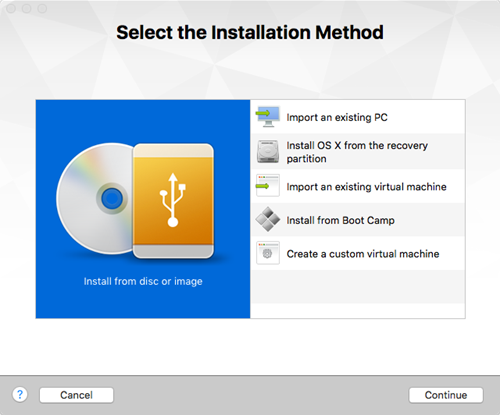 Select the Installation Method
Import an existing PC
Install OS X from the recovery
partition
Import an existing virtual machine
Install from Boot Camp
Create a custom virtual machine
Install from disc or image
?
Cancel
Continue